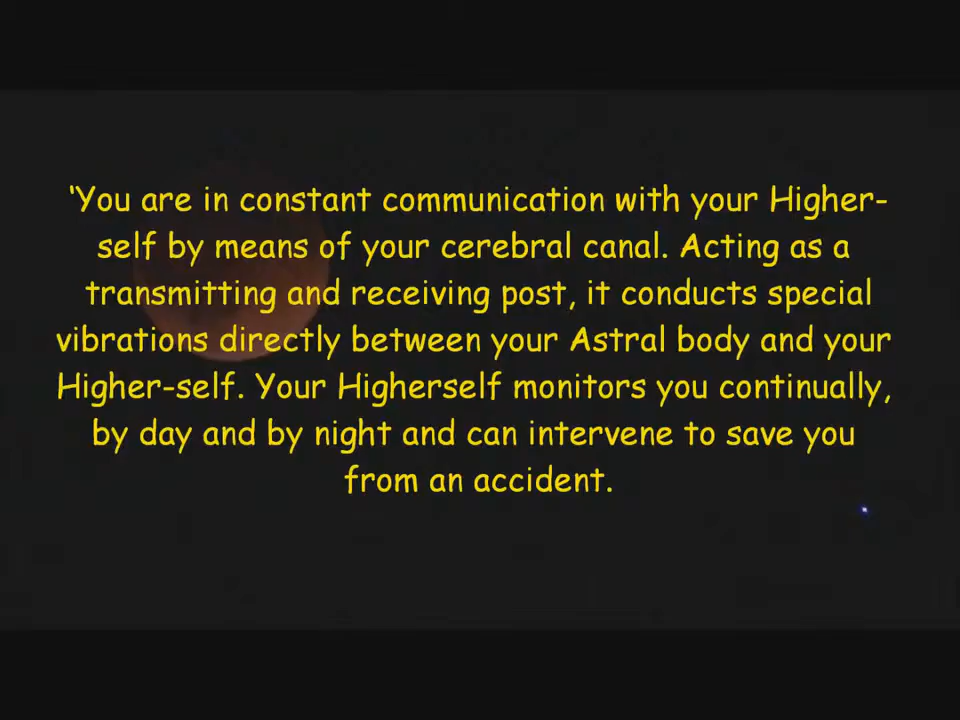 ‘You are in constant communication with your Higher-
self by means of your cerebral canal. Acting as a
transmitting and receiving post, it conducts special
vibrations directly between your Astral body and your
Higher-self. Your Higherself monitors you continually,
by day and by night and can intervene to save you
from an accident.